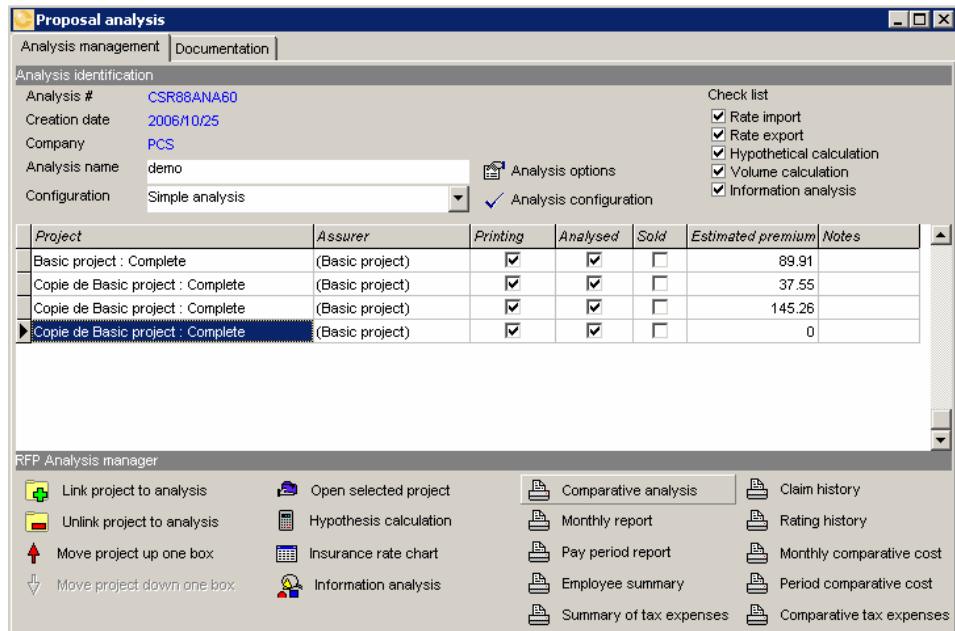 Proposal analysis
Analysis management Documentation
Analysis identification
Analysis # CSR88ANA60
Creation date 2006/10/25
Company PCS
Analysis name demo
Configuration Simple analysis
Analysis options
Analysis configuration
Check list
Rate import
Rate export
Hypothetical calculation
Volume calculation
Information analysis
Project Assurer Printing Analysed Sold Estimated premium Notes
Basic project : Complete (Basic project) 89.91
Copie de Basic project : Complete (Basic project) 37.55
Copie de Basic project : Complete (Basic project) 145.26
Copie de Basic project : Complete (Basic project) 0
RFP Analysis manager
Link project to analysis Open selected project Comparative analysis Claim history
Unlink project to analysis Hypothesis calculation Monthly report Rating history
Move project up one box Insurance rate chart Pay period report Monthly comparative cost
Move project down one box Information analysis Employee summary Period comparative cost
Summary of tax expenses Comparative tax expenses